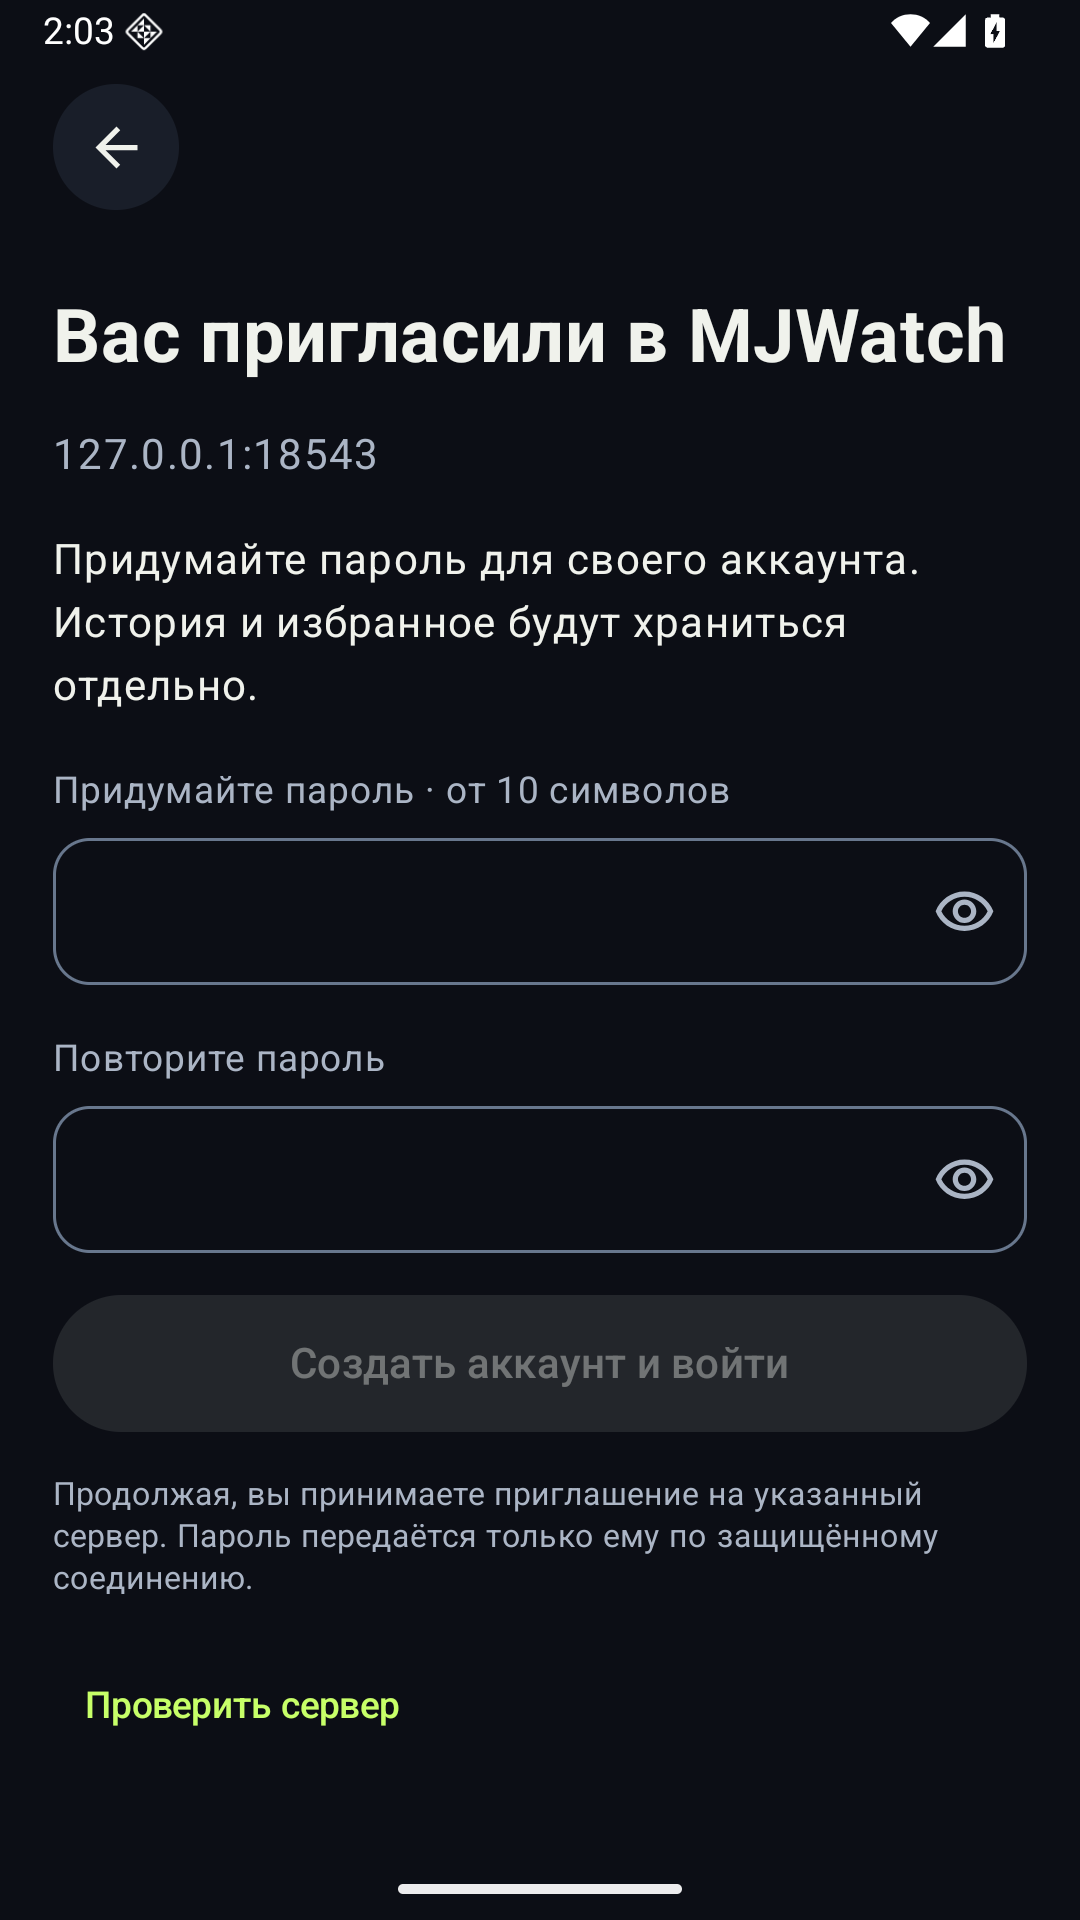 2:03
Вас пригласили в MJWatch
127.0.0.1:18543
Придумайте пароль для своего аккаунта.
История и избранное будут храниться
отдельно.
Придумайте пароль · от 10 символов
Повторите пароль
Создать аккаунт и войти
Продолжая, вы принимаете приглашение на указанный
сервер. Пароль передаётся только ему по защищённому
соединению.
Проверить сервер